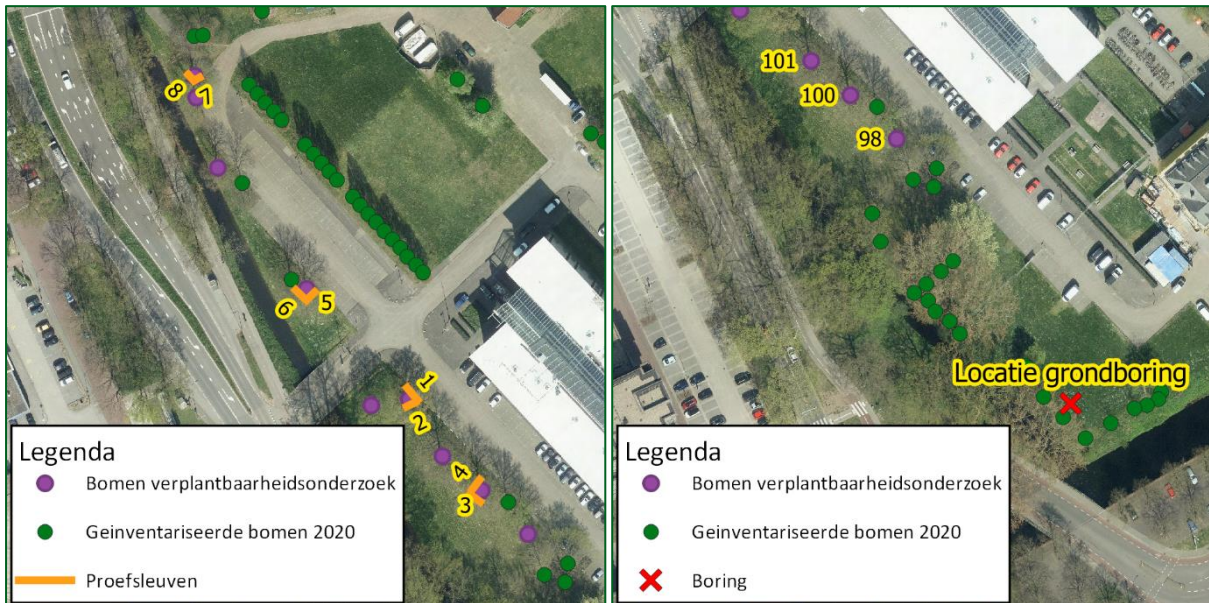 8
7
6
5
1
2
4
3
Legenda
Bomen verplantbaarheidsonderzoek
Geinventariseerde bomen 2020
Proefsleuven
101
100
98
Locatie grondboring
Legenda
Bomen verplantbaarheidsonderzoek
Geinventariseerde bomen 2020
Boring